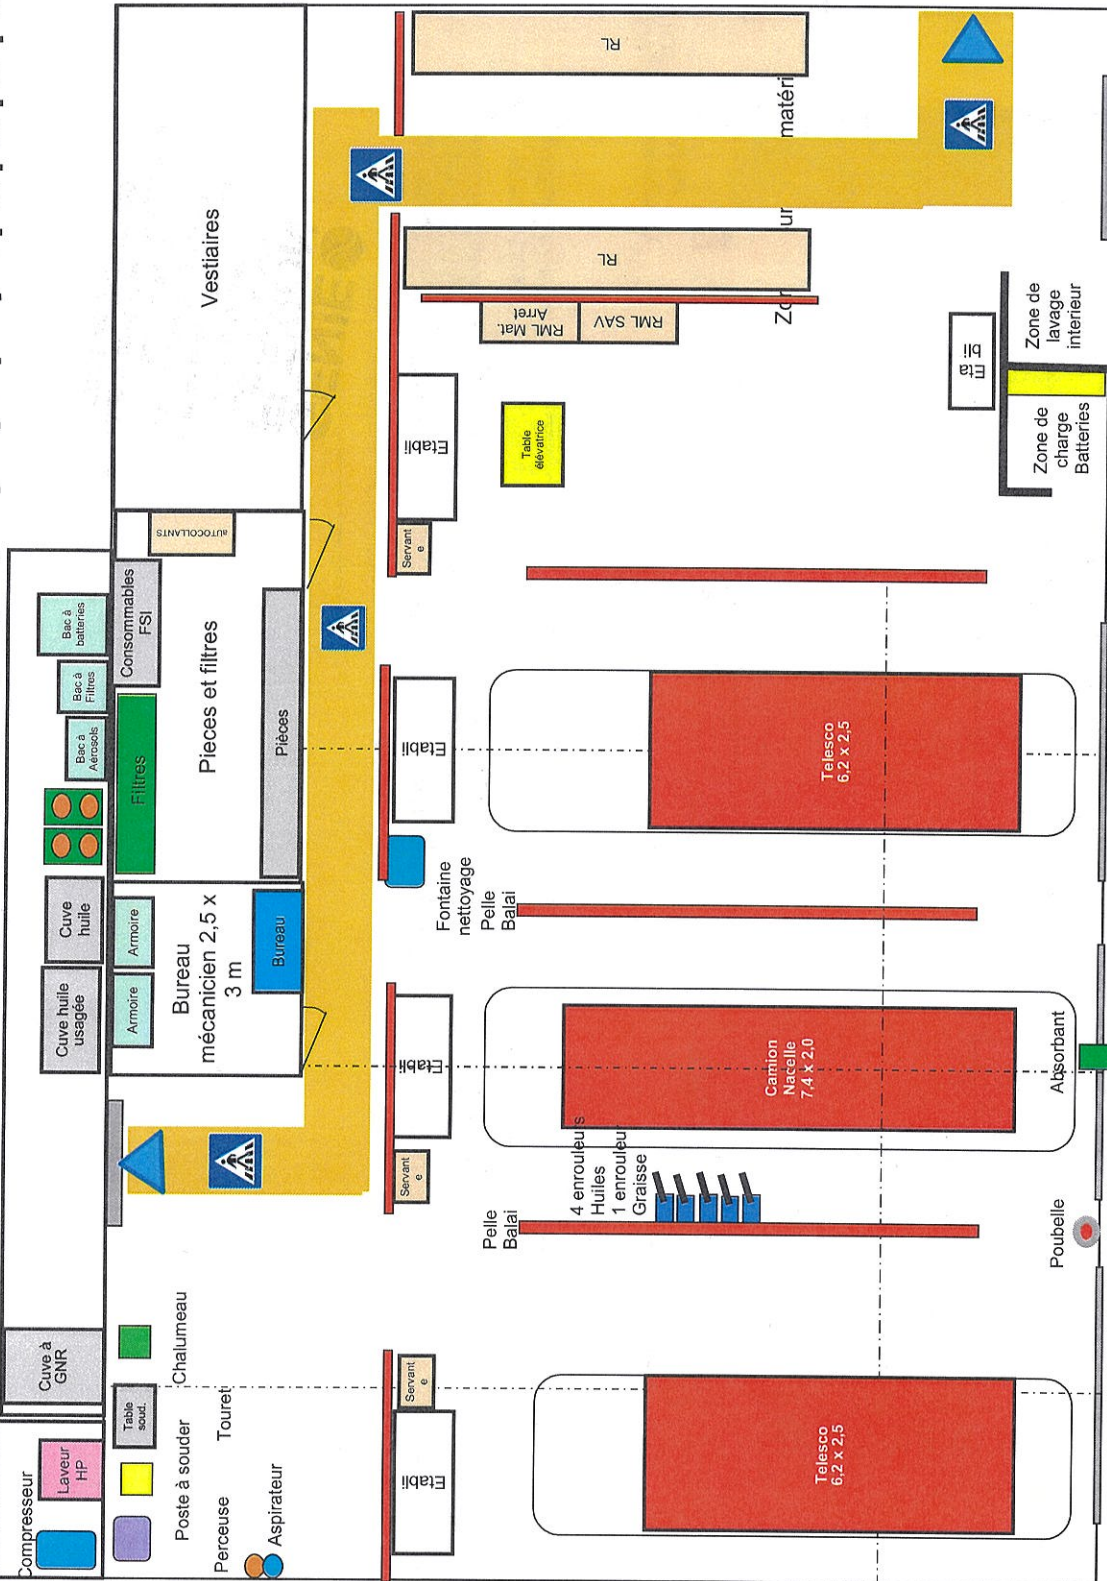 Compresseur
Laveur
HP
Cuve à
GNR
Cuve huile
usagée
Cuve
huile
Bac à
Aérosols
Bac à
Filtres
Bac à
batteries
Table
soud.
Chalumeau
Poste à souder
Touret
Perceuse
Aspirateur
Armoire
Armoire
Bureau
mécanicien 2,5 x
3 m
Bureau
Filtres
Consommables
FSI
AUTOCOLLANTS
Pieces et filtres
Pièces
Vestiaires
Etabli
Servant
e
Servant
e
Etabli
Fontaine
nettoyage
Etabli
Servant
e
Etabli
Pelle
Balai
Pelle
Balai
4 enrouleurs
Huiles
1 enrouleur
Graisse
Table
élévatrice
RML Mat.
Arret
RML SAV
RL
RL
ur
matéri
Telesco
6,2 x 2,5
Camion
Nacelle
7,4 x 2,0
Telesco
6,2 x 2,5
Poubelle
Absorbant
Eta
bli
Zone de
charge
Batteries
Zone de
lavage
interieur